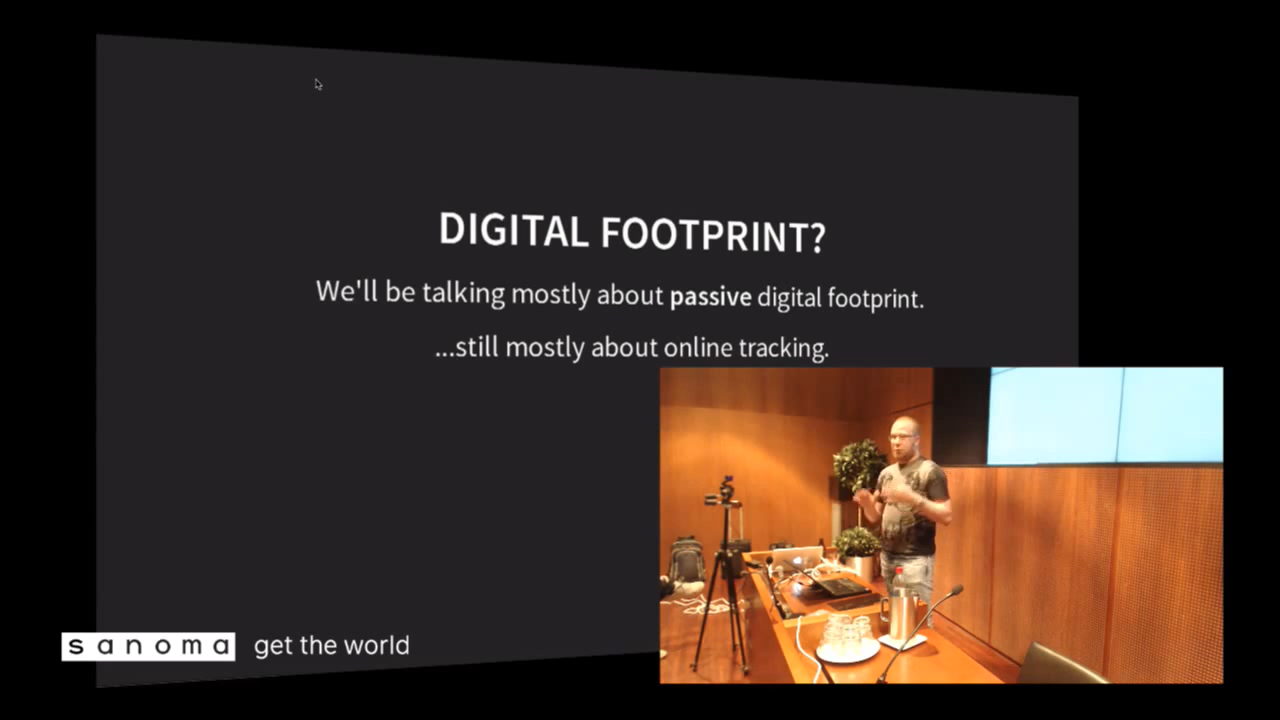 DIGITAL FOOTPRINT?
We'll be talking mostly about passive digital footprint.
...still mostly about online tracking.
sanoma get the world